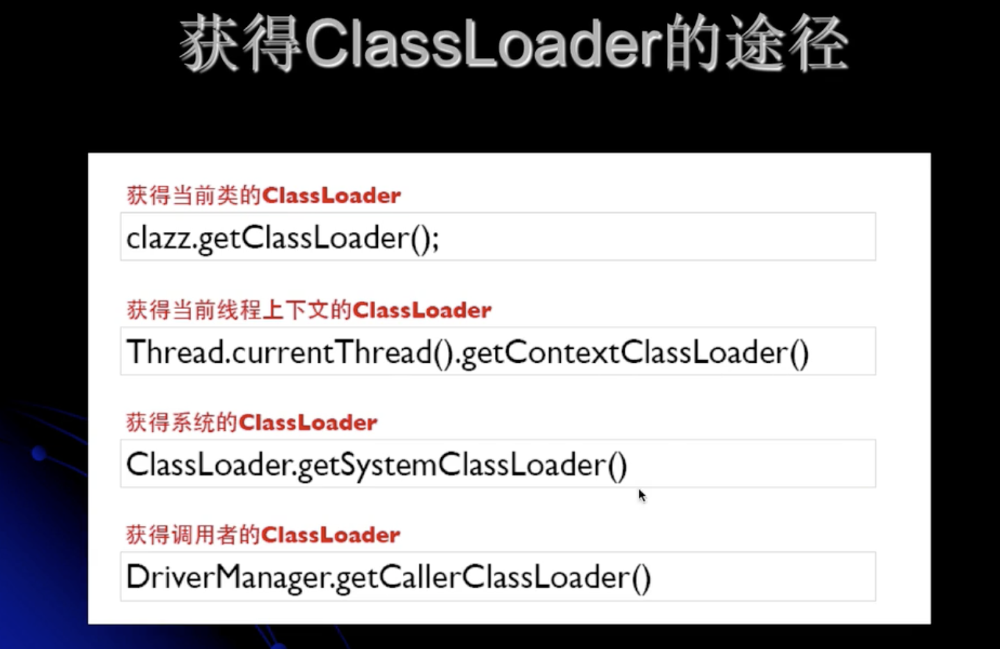 获得ClassLoader的途径
获得当前类的ClassLoader
clazz.getClassLoader();
获得当前线程上下文的ClassLoader
Thread.currentThread().getContextClassLoader()
获得系统的ClassLoader
ClassLoader.getSystemClassLoader()
获得调用者的ClassLoader
DriverManager.getCallerClassLoader()